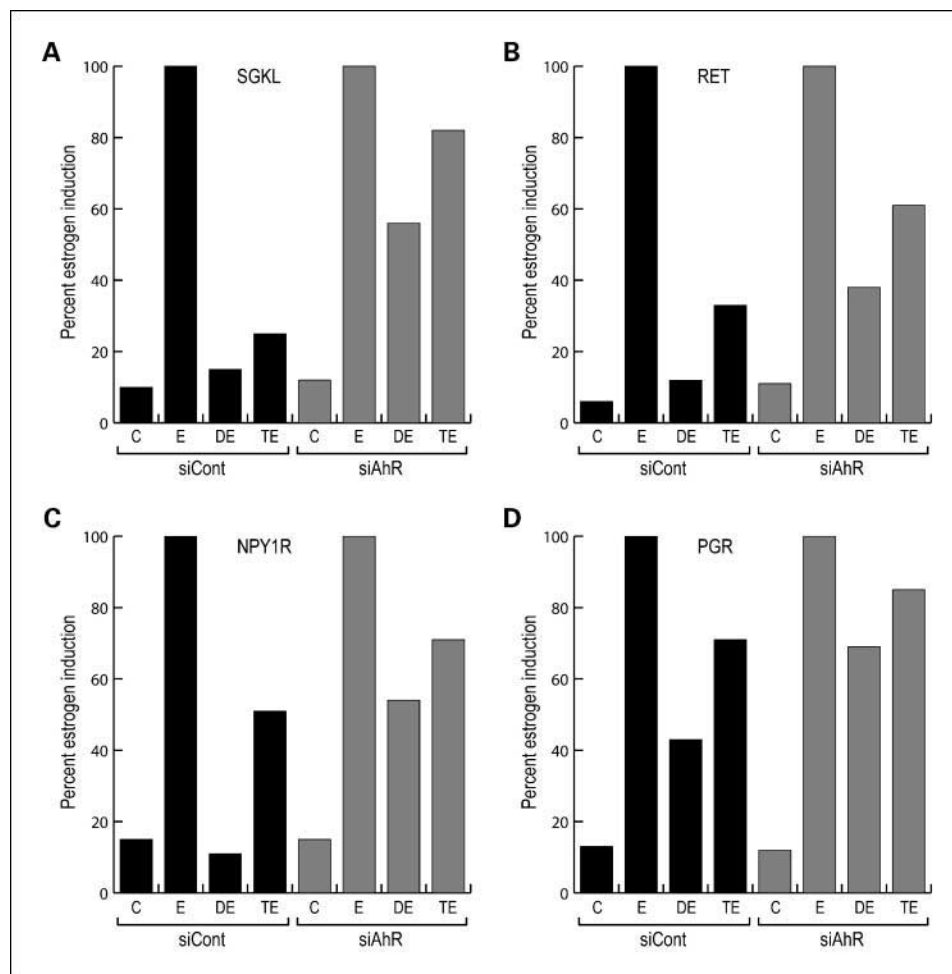 A
SGKL
Percent estrogen induction
100
80
60
40
20
0
C E DE TE C E DE TE
siCont siAhR
B
RET
Percent estrogen induction
100
80
60
40
20
0
C E DE TE C E DE TE
siCont siAhR
C
NPY1R
Percent estrogen induction
100
80
60
40
20
0
C E DE TE C E DE TE
siCont siAhR
D
PGR
Percent estrogen induction
100
80
60
40
20
0
C E DE TE C E DE TE
siCont siAhR